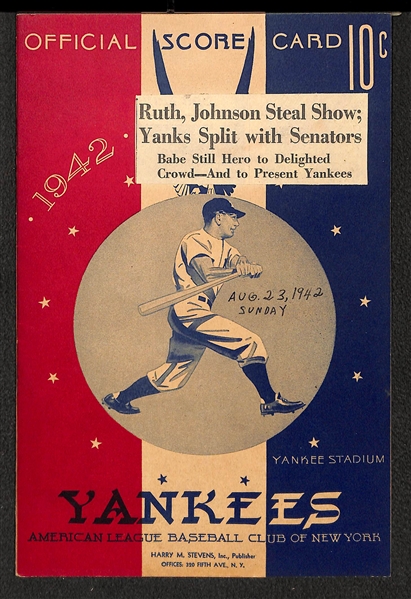 OFFICIAL SCORE CARD 10¢
Ruth, Johnson Steal Show;
Yanks Split with Senators
Babe Still Hero to Delighted
Crowd—And to Present Yankees
·1942·
AUG. 23, 1942
SUNDAY
YANKEE STADIUM
YANKEES
AMERICAN LEAGUE BASEBALL CLUB OF NEW YORK
HARRY M. STEVENS, Inc., Publisher
OFFICES: 320 FIFTH AVE., N. Y.